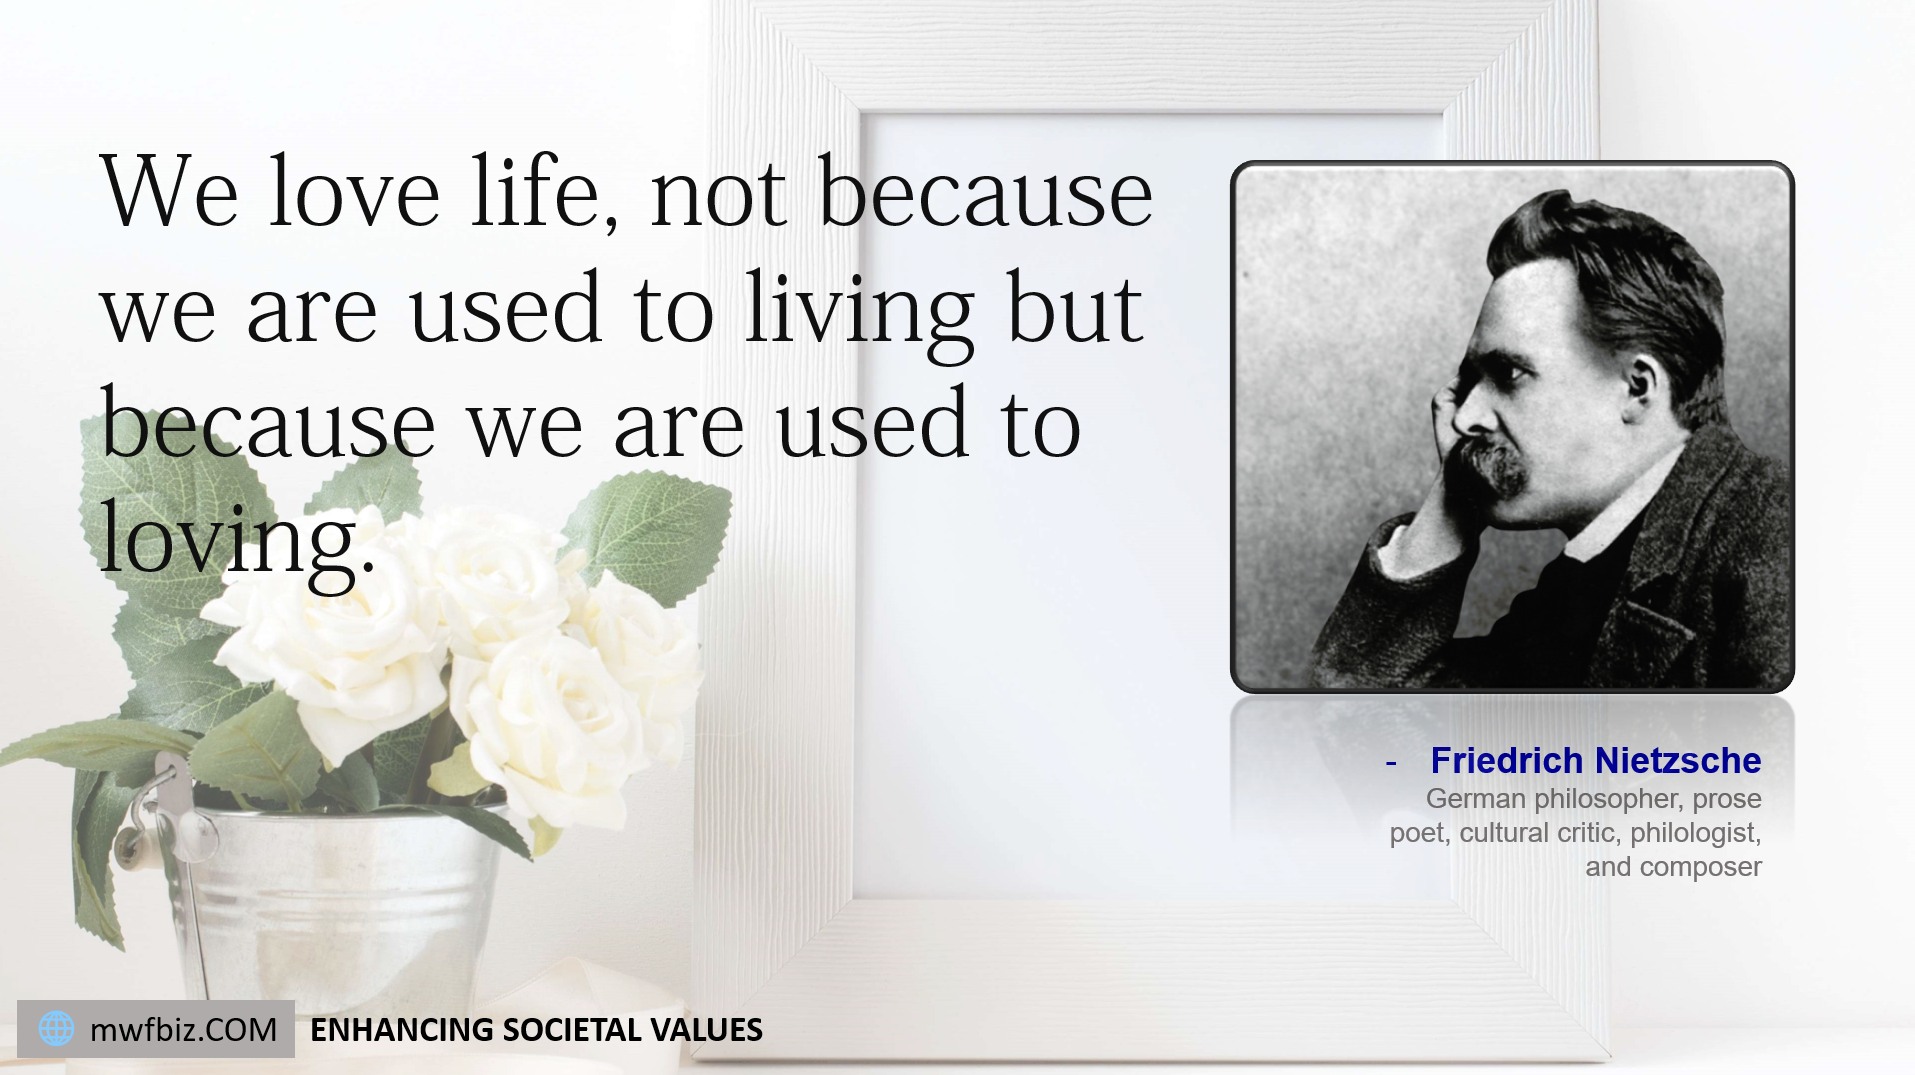 We love life, not because
we are used to living but
because we are used to
loving.
- Friedrich Nietzsche
German philosopher, prose
poet, cultural critic, philologist,
and composer
mwfbiz.COM ENHANCING SOCIETAL VALUES